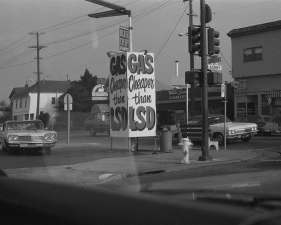 GAS
Cheaper
than
LSD
GAS
Cheaper
than
LSD